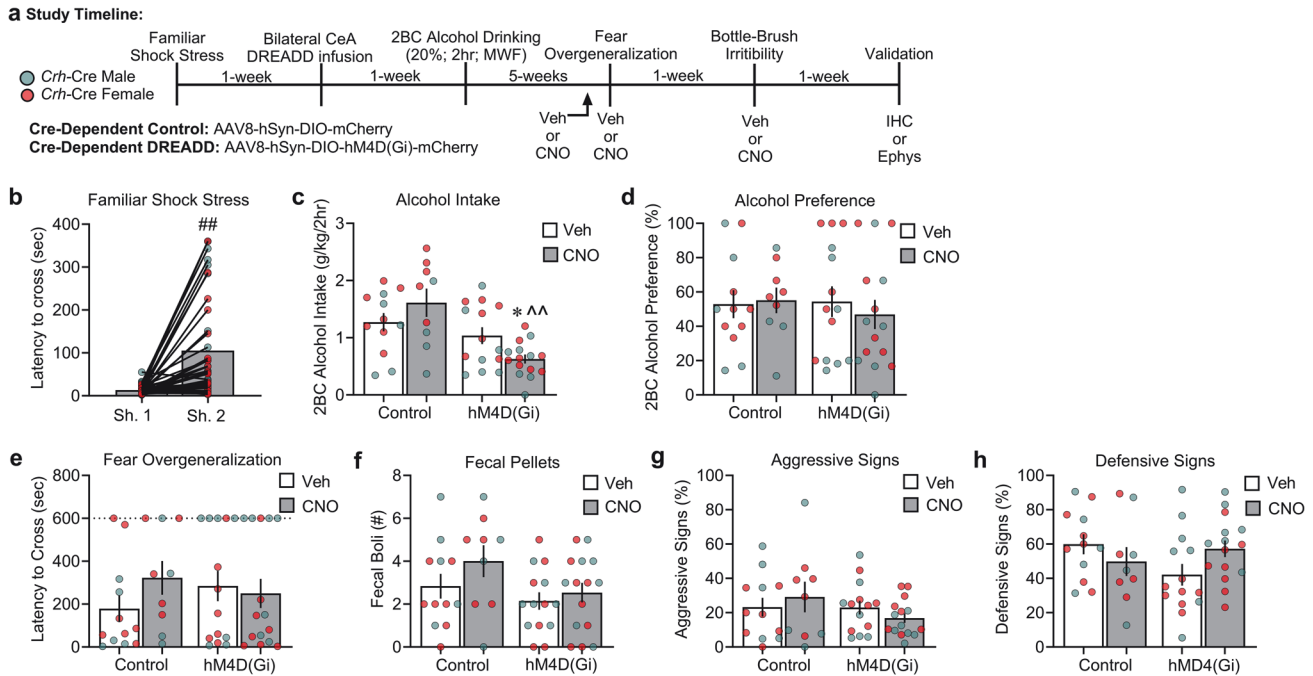 a Study Timeline:
Familiar
Shock Stress
Bilateral CeA
DREADD infusion
2BC Alcohol Drinking
(20%; 2hr; MWF)
Fear
Overgeneralization
Bottle-Brush
Irritibility
Validation
1-week
1-week
5-weeks
1-week
1-week
Crh-Cre Male
Crh-Cre Female
Veh
or
CNO
Veh
or
CNO
Veh
or
CNO
IHC
or
Ephys
Cre-Dependent Control: AAV8-hSyn-DIO-mCherry
Cre-Dependent DREADD: AAV8-hSyn-DIO-hM4D(Gi)-mCherry
b
Familiar Shock Stress
Latency to cross (sec)
400
300
200
100
0
##
Sh. 1
Sh. 2
c
Alcohol Intake
2BC Alcohol Intake (g/kg/2hr)
3
2
1
0
Veh
CNO
* ^^
Control
hM4D(Gi)
d
Alcohol Preference
2BC Alcohol Preference (%)
100
80
60
40
20
0
Veh
CNO
Control
hM4D(Gi)
e
Fear Overgeneralization
Latency to Cross (sec)
800
600
400
200
0
Veh
CNO
Control
hM4D(Gi)
f
Fecal Pellets
Fecal Boli (#)
8
6
4
2
0
Veh
CNO
Control
hM4D(Gi)
g
Aggressive Signs
Aggressive Signs (%)
100
80
60
40
20
0
Veh
CNO
Control
hM4D(Gi)
h
Defensive Signs
Defensive Signs (%)
100
80
60
40
20
0
Veh
CNO
Control
hMD4(Gi)